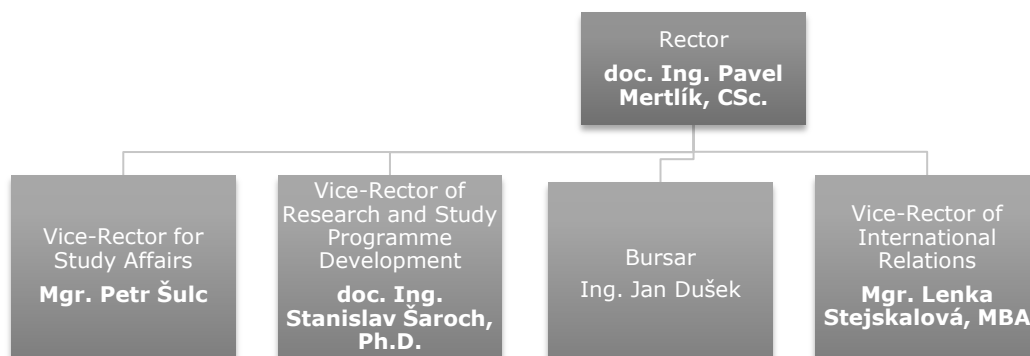 Rector
doc. Ing. Pavel
Mertlík, CSc.
Vice-Rector for
Study Affairs
Mgr. Petr Šulc
Vice-Rector of
Research and Study
Programme
Development
doc. Ing.
Stanislav Šaroch,
Ph.D.
Bursar
Ing. Jan Dušek
Vice-Rector of
International
Relations
Mgr. Lenka
Stejskalová, MBA